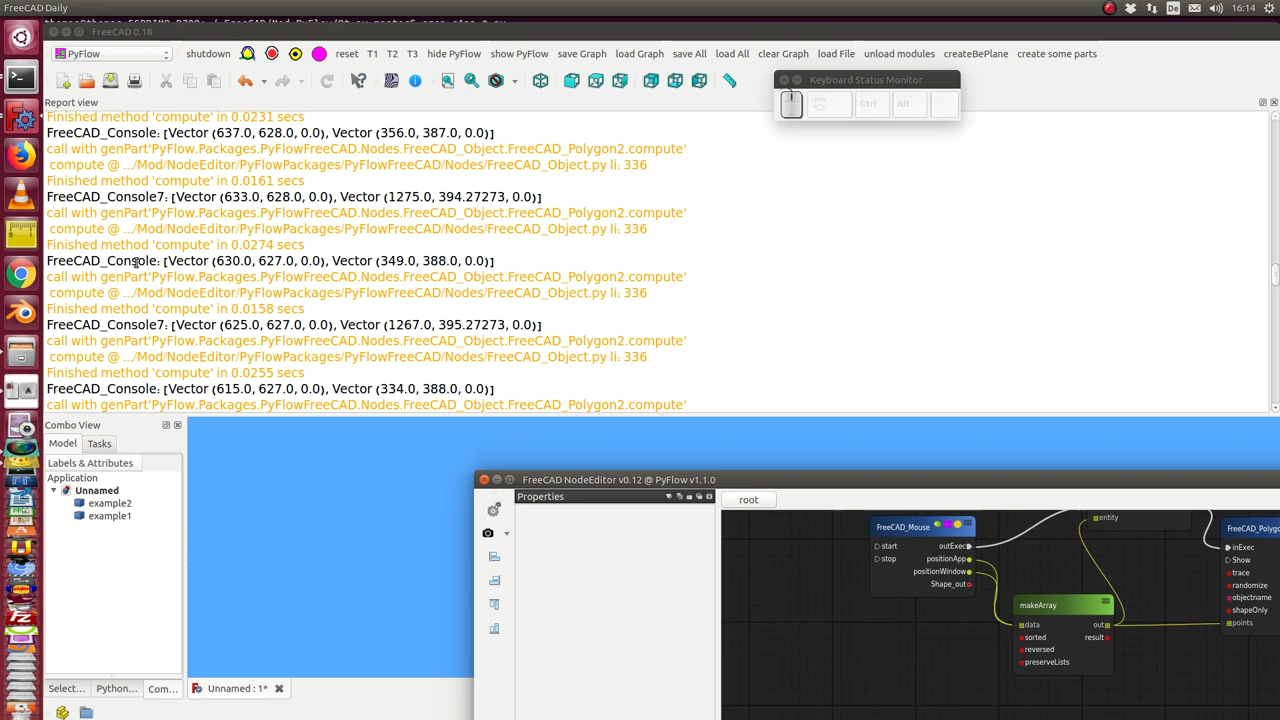 FreeCAD Daily
De
16:14
FreeCAD 0.18
PyFlow
shutdown
reset
T1
T2
T3
hide PyFlow
show PyFlow
save Graph
load Graph
save All
load All
clear Graph
load File
unload modules
createBePlane
create some parts
Keyboard Status Monitor
Ctrl
Alt
Report view
Finished method 'compute' in 0.0231 secs
FreeCAD_Console: [Vector (637.0, 628.0, 0.0), Vector (356.0, 387.0, 0.0)]
call with genPart'PyFlow.Packages.PyFlowFreeCAD.Nodes.FreeCAD_Object.FreeCAD_Polygon2.compute'
compute @ .../Mod/NodeEditor/PyFlowPackages/PyFlowFreeCAD/Nodes/FreeCAD_Object.py li: 336
Finished method 'compute' in 0.0161 secs
FreeCAD_Console7: [Vector (633.0, 628.0, 0.0), Vector (1275.0, 394.27273, 0.0)]
call with genPart'PyFlow.Packages.PyFlowFreeCAD.Nodes.FreeCAD_Object.FreeCAD_Polygon2.compute'
compute @ .../Mod/NodeEditor/PyFlowPackages/PyFlowFreeCAD/Nodes/FreeCAD_Object.py li: 336
Finished method 'compute' in 0.0274 secs
FreeCAD_Console: [Vector (630.0, 627.0, 0.0), Vector (349.0, 388.0, 0.0)]
call with genPart'PyFlow.Packages.PyFlowFreeCAD.Nodes.FreeCAD_Object.FreeCAD_Polygon2.compute'
compute @ .../Mod/NodeEditor/PyFlowPackages/PyFlowFreeCAD/Nodes/FreeCAD_Object.py li: 336
Finished method 'compute' in 0.0158 secs
FreeCAD_Console7: [Vector (625.0, 627.0, 0.0), Vector (1267.0, 395.27273, 0.0)]
call with genPart'PyFlow.Packages.PyFlowFreeCAD.Nodes.FreeCAD_Object.FreeCAD_Polygon2.compute'
compute @ .../Mod/NodeEditor/PyFlowPackages/PyFlowFreeCAD/Nodes/FreeCAD_Object.py li: 336
Finished method 'compute' in 0.0255 secs
FreeCAD_Console: [Vector (615.0, 627.0, 0.0), Vector (334.0, 388.0, 0.0)]
call with genPart'PyFlow.Packages.PyFlowFreeCAD.Nodes.FreeCAD_Object.FreeCAD_Polygon2.compute'
Combo View
Model
Tasks
Labels & Attributes
Application
Unnamed
example2
example1
Select...
Python...
Com...
Unnamed : 1*
FreeCAD NodeEditor v0.12 @ PyFlow v1.1.0
Properties
root
FreeCAD_Mouse
start
stop
outExec
positionApp
positionWindow
Shape_out
entity
makeArray
data
sorted
reversed
preserveLists
out
result
FreeCAD_Polygo
inExec
Show
trace
randomize
objectname
shapeOnly
points